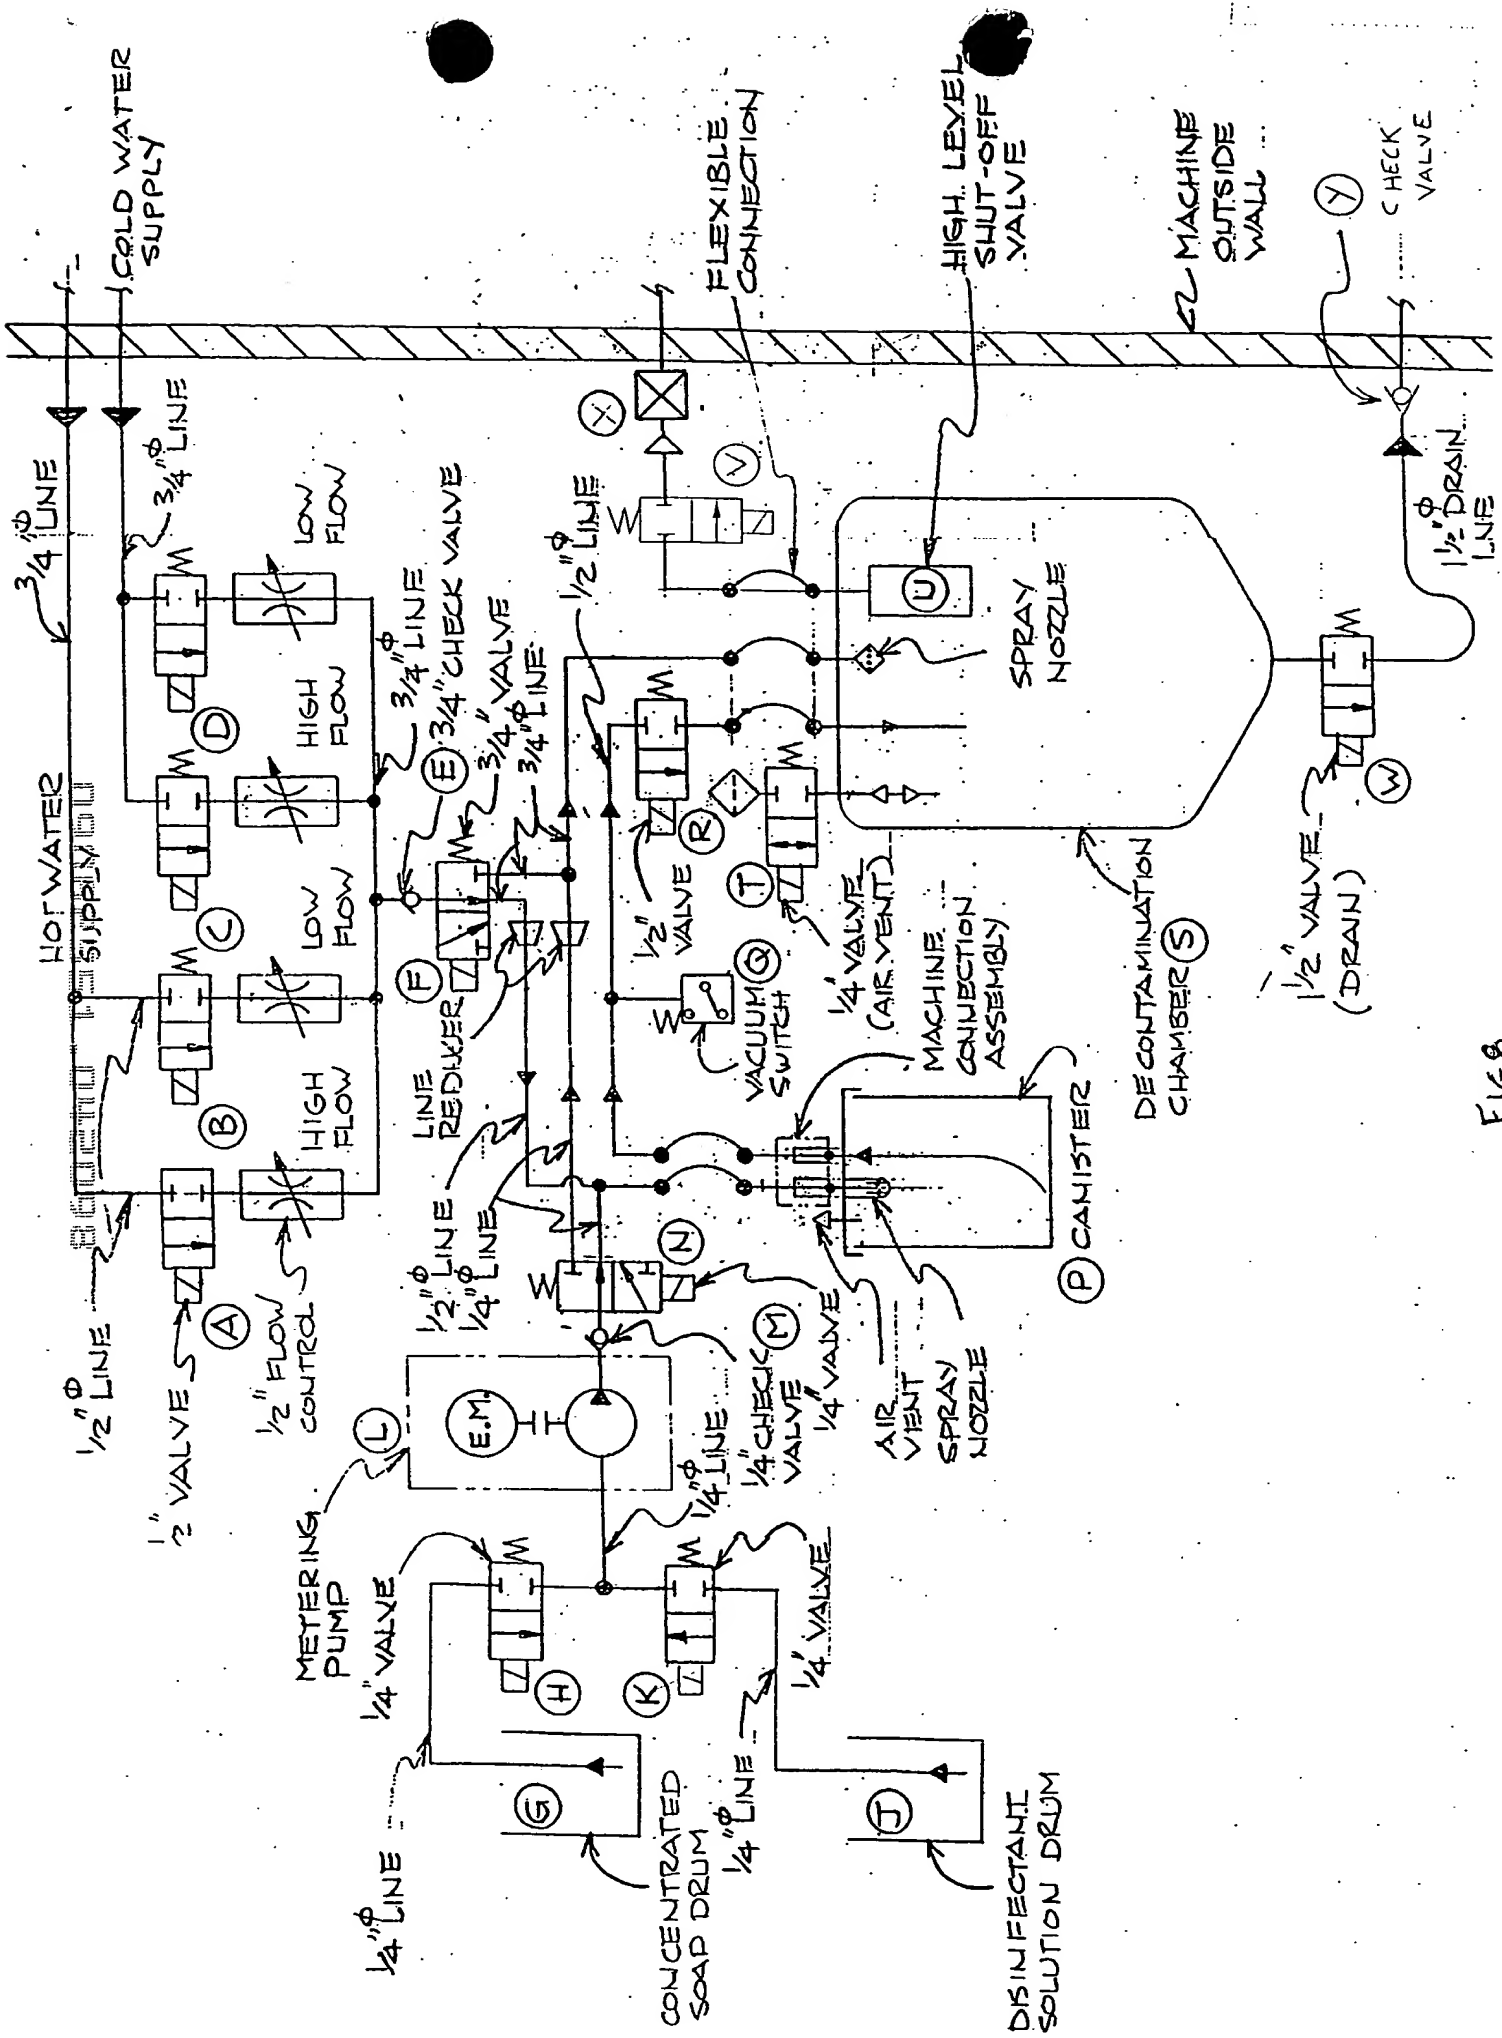 HOT WATER
SUPPLY
3/4"Φ LINE
COLD WATER
SUPPLY
3/4"Φ LINE
1/2"Φ LINE
1/2" VALVE
A
B
C
D
1/2" FLOW
CONTROL
HIGH
FLOW
LOW
FLOW
HIGH
FLOW
LOW
FLOW
3/4"Φ LINE
E 3/4" CHECK VALVE
3/4" VALVE
3/4"Φ LINE
F
LINE
REDUCER
1/2"Φ LINE
1/4"Φ LINE
1/2"Φ LINE
METERING
PUMP
L
E.M.
1/4" VALVE
H
K
1/4" VALVE
1/4"Φ LINE
G
CONCENTRATED
SOAP DRUM
1/4"Φ LINE
J
DISINFECTANT
SOLUTION DRUM
1/4"Φ LINE
1/4" CHECK
VALVE
M
N
1/4" VALVE
AIR
VENT
SPRAY
NOZZLE
P CANISTER
MACHINE
CONNECTION
ASSEMBLY
VACUUM
SWITCH
Q
1/2"
VALVE
R
T
1/4" VALVE
(AIR VENT)
DECONTAMINATION
CHAMBER S
SPRAY
NOZZLE
U
V
X
FLEXIBLE
CONNECTION
HIGH LEVEL
SHUT-OFF
VALVE
MACHINE
OUTSIDE
WALL
Y
CHECK
VALVE
1 1/2"Φ DRAIN
LINE
W
1 1/2" VALVE
(DRAIN)